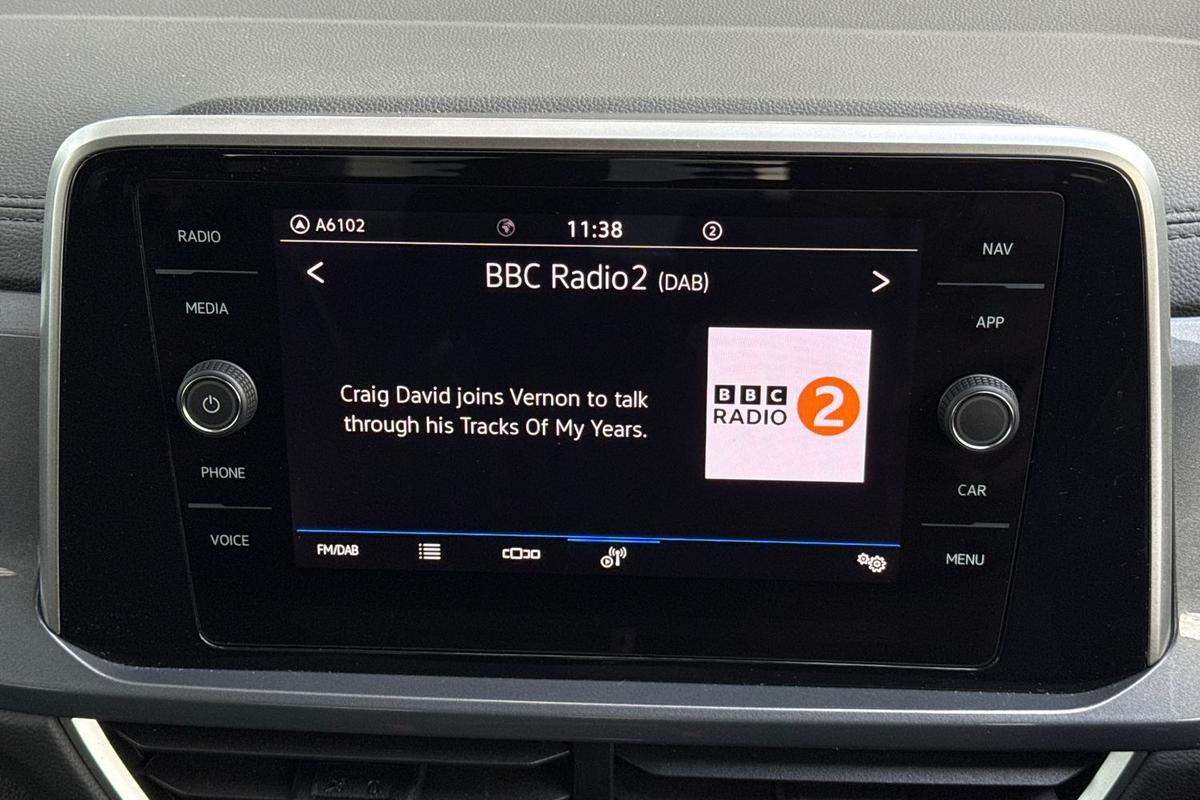 A6102
11:38
2
RADIO
MEDIA
PHONE
VOICE
BBC Radio2 (DAB)
Craig David joins Vernon to talk
through his Tracks Of My Years.
BBC
RADIO
2
FM/DAB
NAV
APP
CAR
MENU